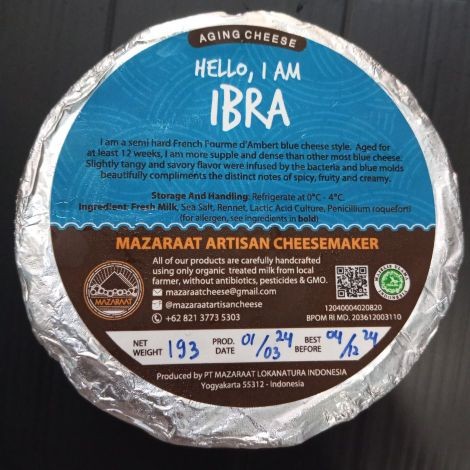 AGING CHEESE
HELLO, I AM
IBRA
I am a semi hard French Fourme d'Ambert blue cheese style. Aged for
at least 12 weeks, I am more supple and dense than other most blue cheese.
Slightly tangy and savory flavor were infused by the bacteria and blue molds
beautifully compliments the distinct notes of spicy, fruity and creamy.
Storage And Handling: Refrigerate at 0°C - 4°C.
Ingredient: Fresh Milk, Sea Salt, Rennet, Lactic Acid Culture, Penicillium roqueforti
(for allergen, see ingredients in bold)
MAZARAAT ARTISAN CHEESEMAKER
All of our products are carefully handcrafted
using only organic treated milk from local
farmer, without antibiotics, pesticides & GMO.
mazaraatcheese@gmail.com
@mazaraatartisancheese
+62 821 3775 5303
MAZARAAT
12040004020820
BPOM RI MD. 203612003110
NET WEIGHT 193 PROD. DATE 01/03 24 BEST BEFORE 04/12 24
Produced by PT MAZARAAT LOKANATURA INDONESIA
Yogyakarta 55312 - Indonesia